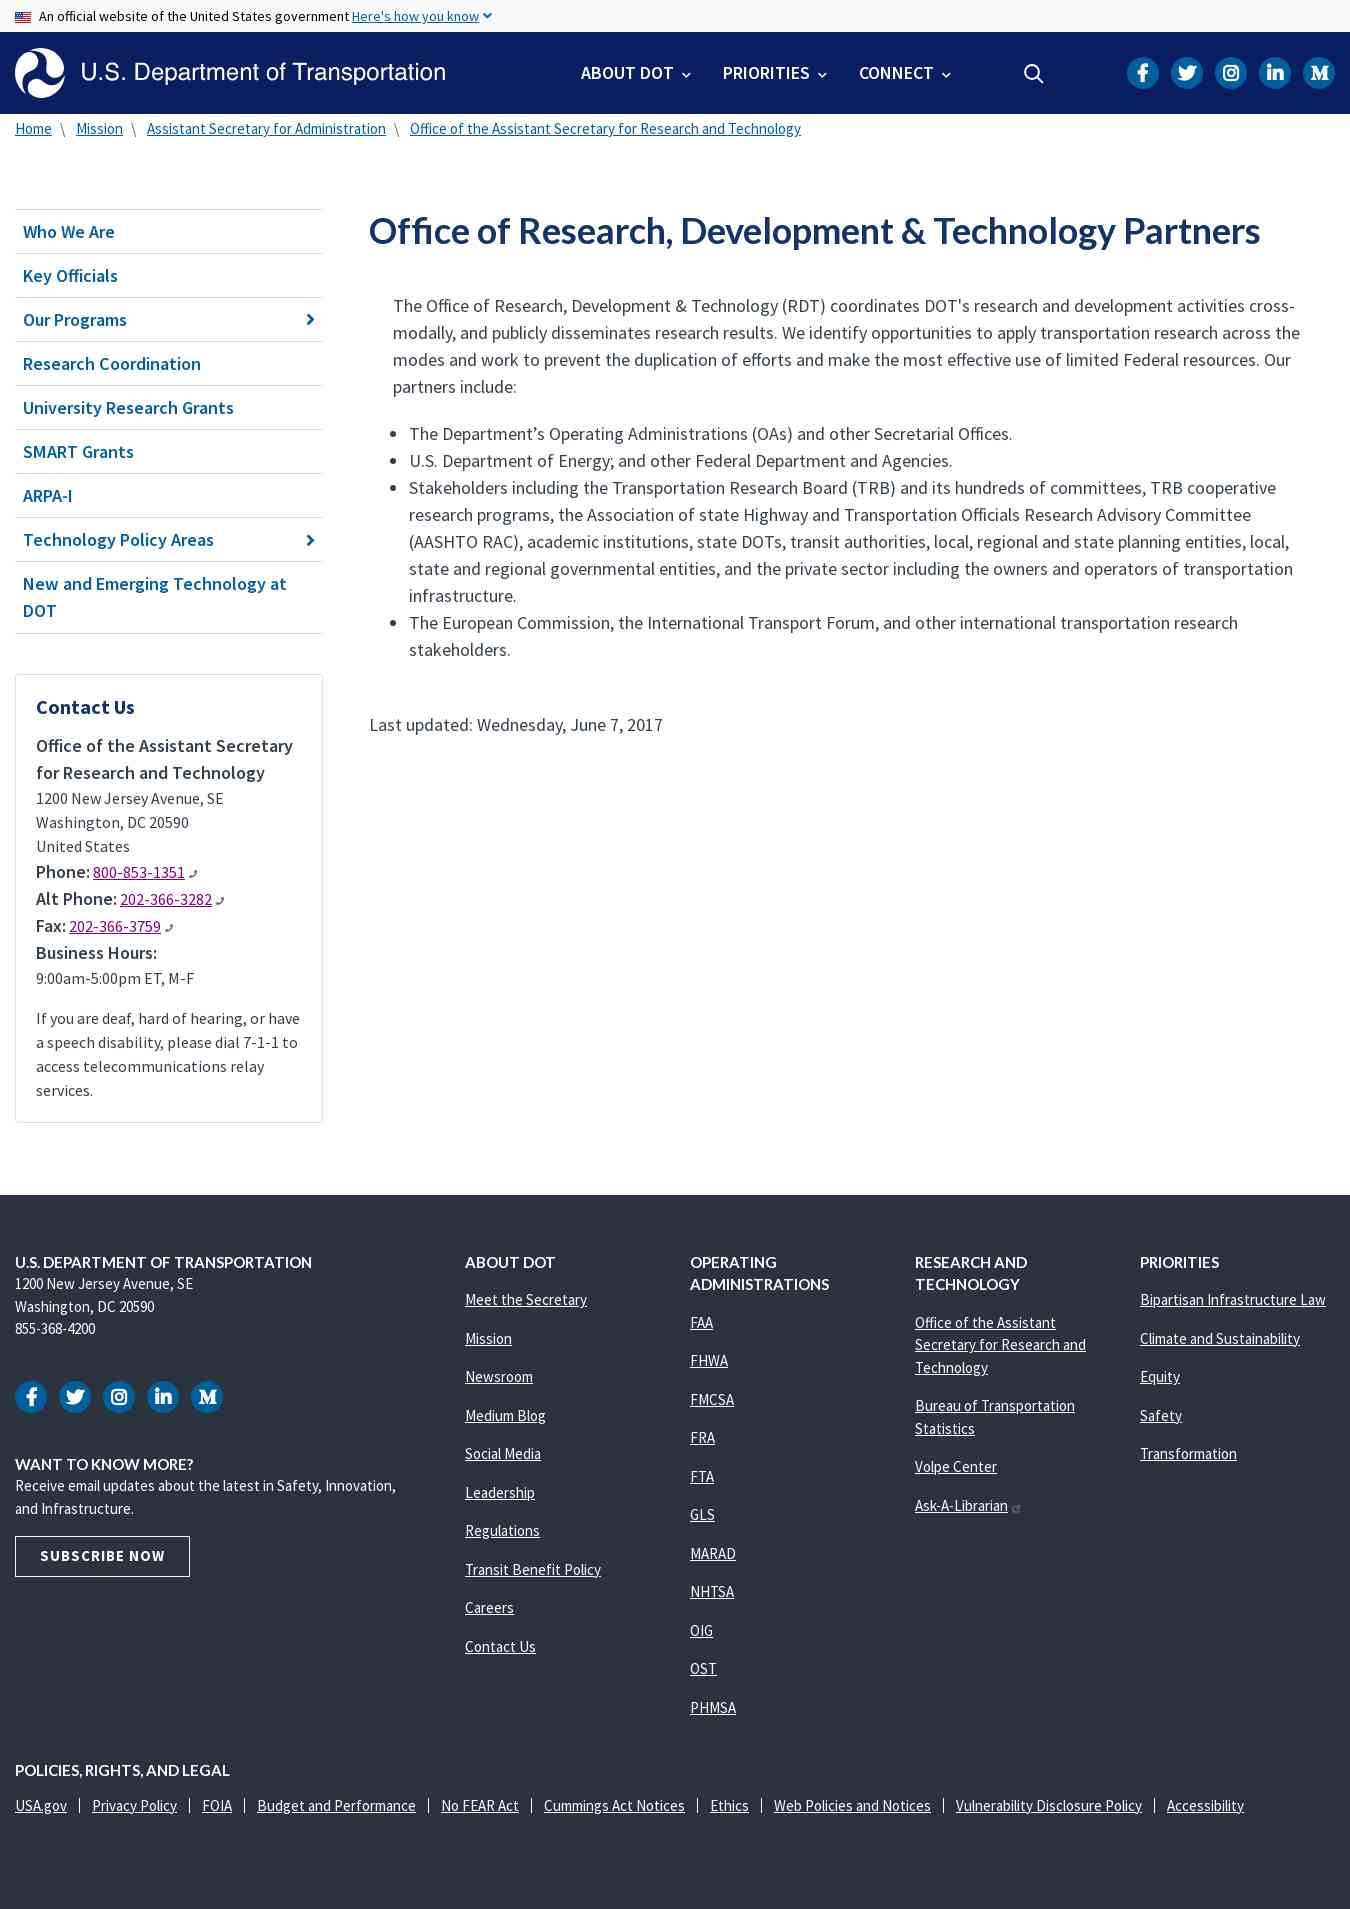 An official website of the United States government Here's how you know
U.S. Department of Transportation
ABOUT DOT PRIORITIES CONNECT
Home \ Mission \ Assistant Secretary for Administration \ Office of the Assistant Secretary for Research and Technology
Who We Are
Key Officials
Our Programs
Research Coordination
University Research Grants
SMART Grants
ARPA-I
Technology Policy Areas
New and Emerging Technology at
DOT
Contact Us
Office of the Assistant Secretary
for Research and Technology
1200 New Jersey Avenue, SE
Washington, DC 20590
United States
Phone: 800-853-1351
Alt Phone: 202-366-3282
Fax: 202-366-3759
Business Hours:
9:00am-5:00pm ET, M-F
If you are deaf, hard of hearing, or have
a speech disability, please dial 7-1-1 to
access telecommunications relay
services.
Office of Research, Development & Technology Partners
The Office of Research, Development & Technology (RDT) coordinates DOT's research and development activities cross-
modally, and publicly disseminates research results. We identify opportunities to apply transportation research across the
modes and work to prevent the duplication of efforts and make the most effective use of limited Federal resources. Our
partners include:
• The Department’s Operating Administrations (OAs) and other Secretarial Offices.
• U.S. Department of Energy; and other Federal Department and Agencies.
• Stakeholders including the Transportation Research Board (TRB) and its hundreds of committees, TRB cooperative
research programs, the Association of state Highway and Transportation Officials Research Advisory Committee
(AASHTO RAC), academic institutions, state DOTs, transit authorities, local, regional and state planning entities, local,
state and regional governmental entities, and the private sector including the owners and operators of transportation
infrastructure.
• The European Commission, the International Transport Forum, and other international transportation research
stakeholders.
Last updated: Wednesday, June 7, 2017
U.S. DEPARTMENT OF TRANSPORTATION
1200 New Jersey Avenue, SE
Washington, DC 20590
855-368-4200
WANT TO KNOW MORE?
Receive email updates about the latest in Safety, Innovation,
and Infrastructure.
SUBSCRIBE NOW
ABOUT DOT
Meet the Secretary
Mission
Newsroom
Medium Blog
Social Media
Leadership
Regulations
Transit Benefit Policy
Careers
Contact Us
OPERATING
ADMINISTRATIONS
FAA
FHWA
FMCSA
FRA
FTA
GLS
MARAD
NHTSA
OIG
OST
PHMSA
RESEARCH AND
TECHNOLOGY
Office of the Assistant
Secretary for Research and
Technology
Bureau of Transportation
Statistics
Volpe Center
Ask-A-Librarian
PRIORITIES
Bipartisan Infrastructure Law
Climate and Sustainability
Equity
Safety
Transformation
POLICIES, RIGHTS, AND LEGAL
USA.gov | Privacy Policy | FOIA | Budget and Performance | No FEAR Act | Cummings Act Notices | Ethics | Web Policies and Notices | Vulnerability Disclosure Policy | Accessibility